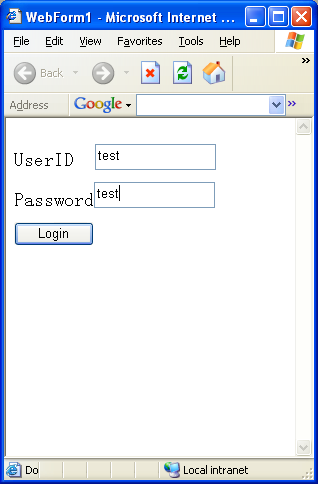 WebForm1 - Microsoft Internet ...
File Edit View Favorites Tools Help
Back
Address Google
UserID test
Password test
Login
Do Local intranet